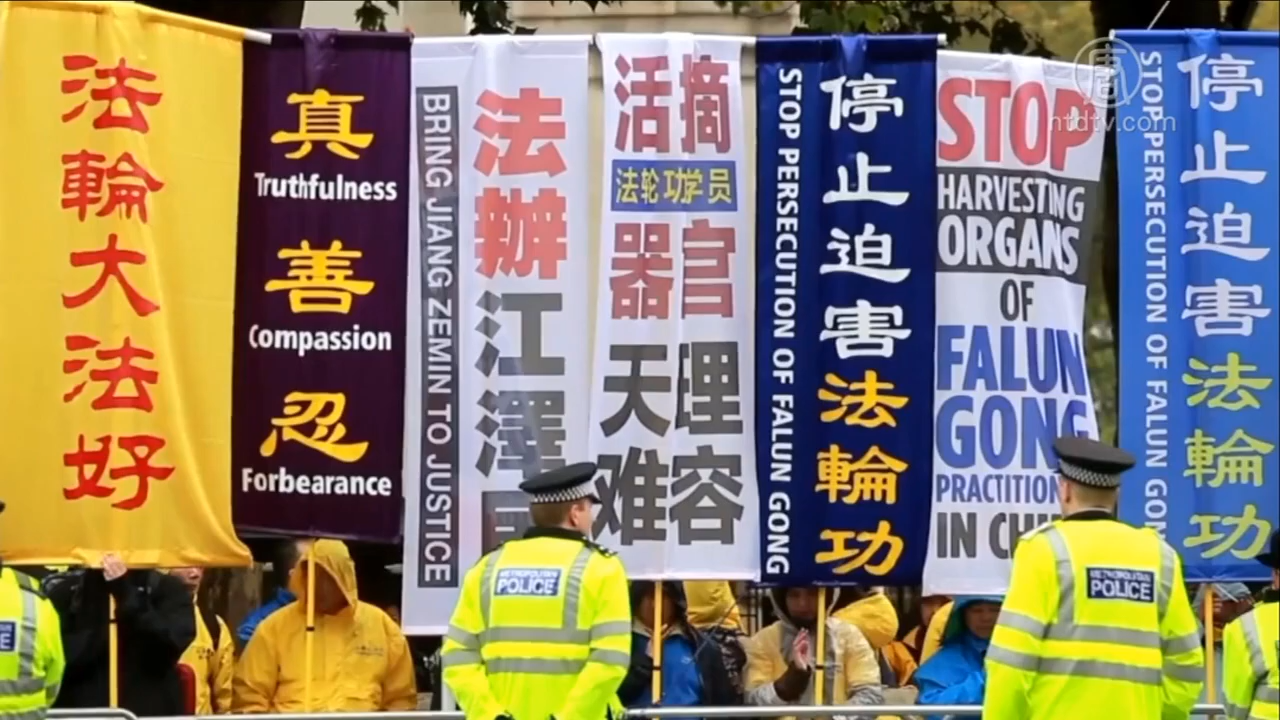 法輪大法好
真
Truthfulness
善
Compassion
忍
Forbearance
BRING JIANG ZEMIN TO JUSTICE
法辦江澤
活摘
法轮功学员
器官
天理
难容
STOP PERSECUTION OF FALUN GONG
停止迫害法輪功
STOP
HARVESTING
ORGANS
OF
FALUN
GONG
PRACTITION
IN CH
STOP PERSECUTION OF FALUN GON
停止迫害法輪功
ntdtv.com
METROPOLITAN
POLICE
METROPOLITAN
POLICE